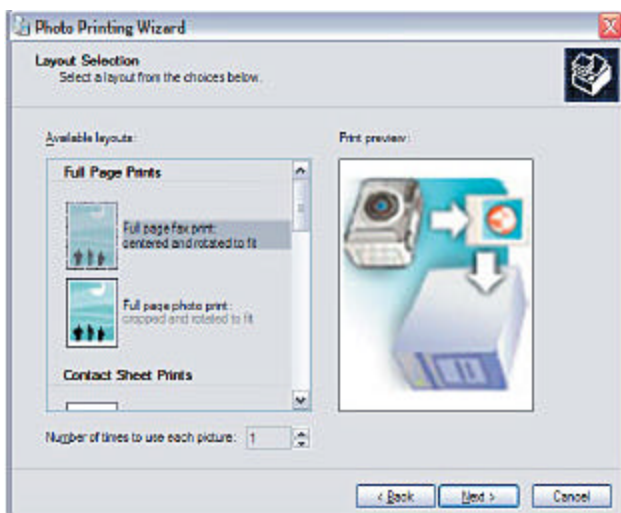 Photo Printing Wizard
Layout Selection
Select a layout from the choices below.
Available layouts:
Print preview:
Full Page Prints
Full page fax print:
centered and rotated to fit
Full page photo print:
cropped and rotated to fit
Contact Sheet Prints
Number of times to use each picture: 1
< Back
Next >
Cancel